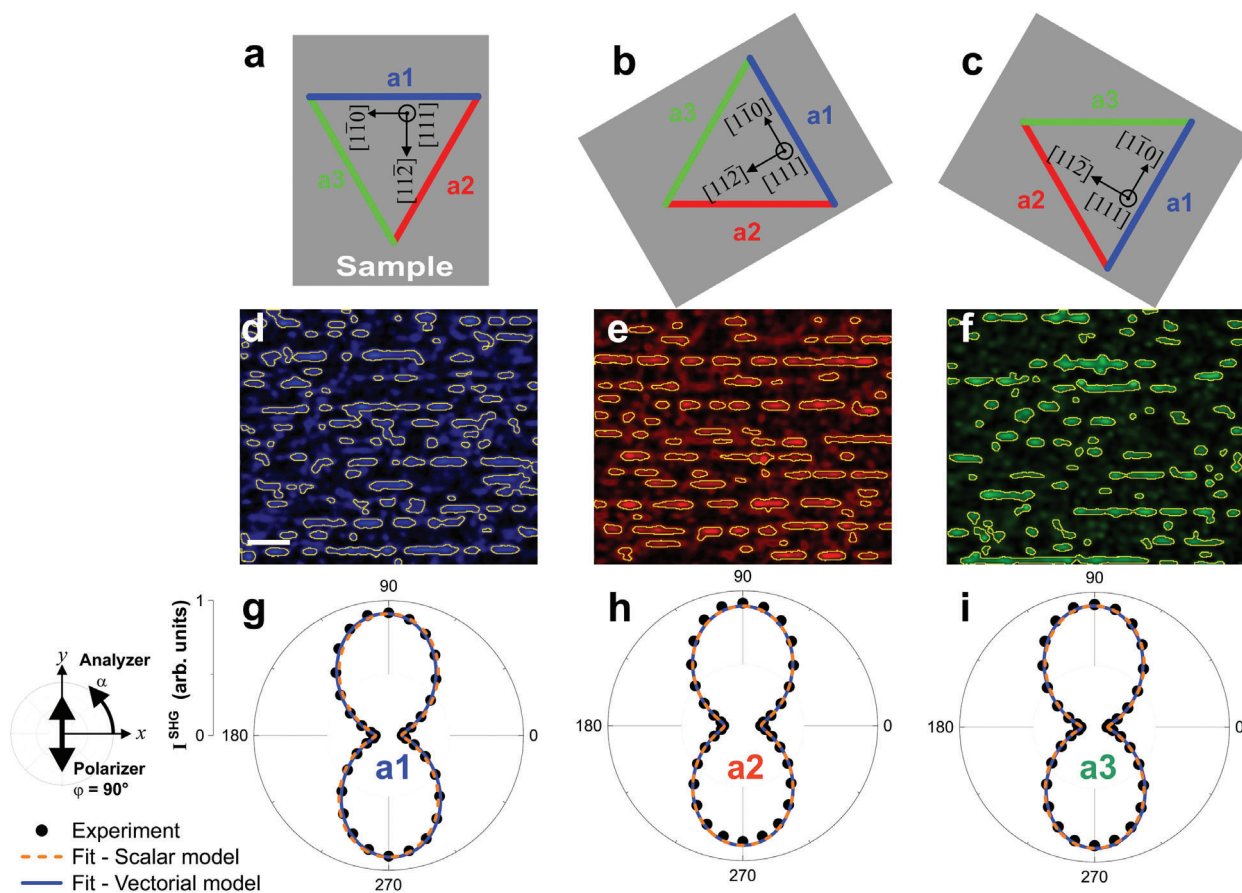 a
a1
[11̅0]
[111]
[112̅]
a3
a2
Sample
b
a3
a1
[11̅0]
[112̅]
[111]
a2
c
a3
[11̅0]
[112̅]
[111]
a2
a1
d
e
f
Analyzer
y
α
x
Polarizer
φ = 90°
I SHG (arb. units)
1
0
g
90
180
270
0
a1
h
90
180
270
0
a2
i
90
180
270
0
a3
Experiment
Fit - Scalar model
Fit - Vectorial model